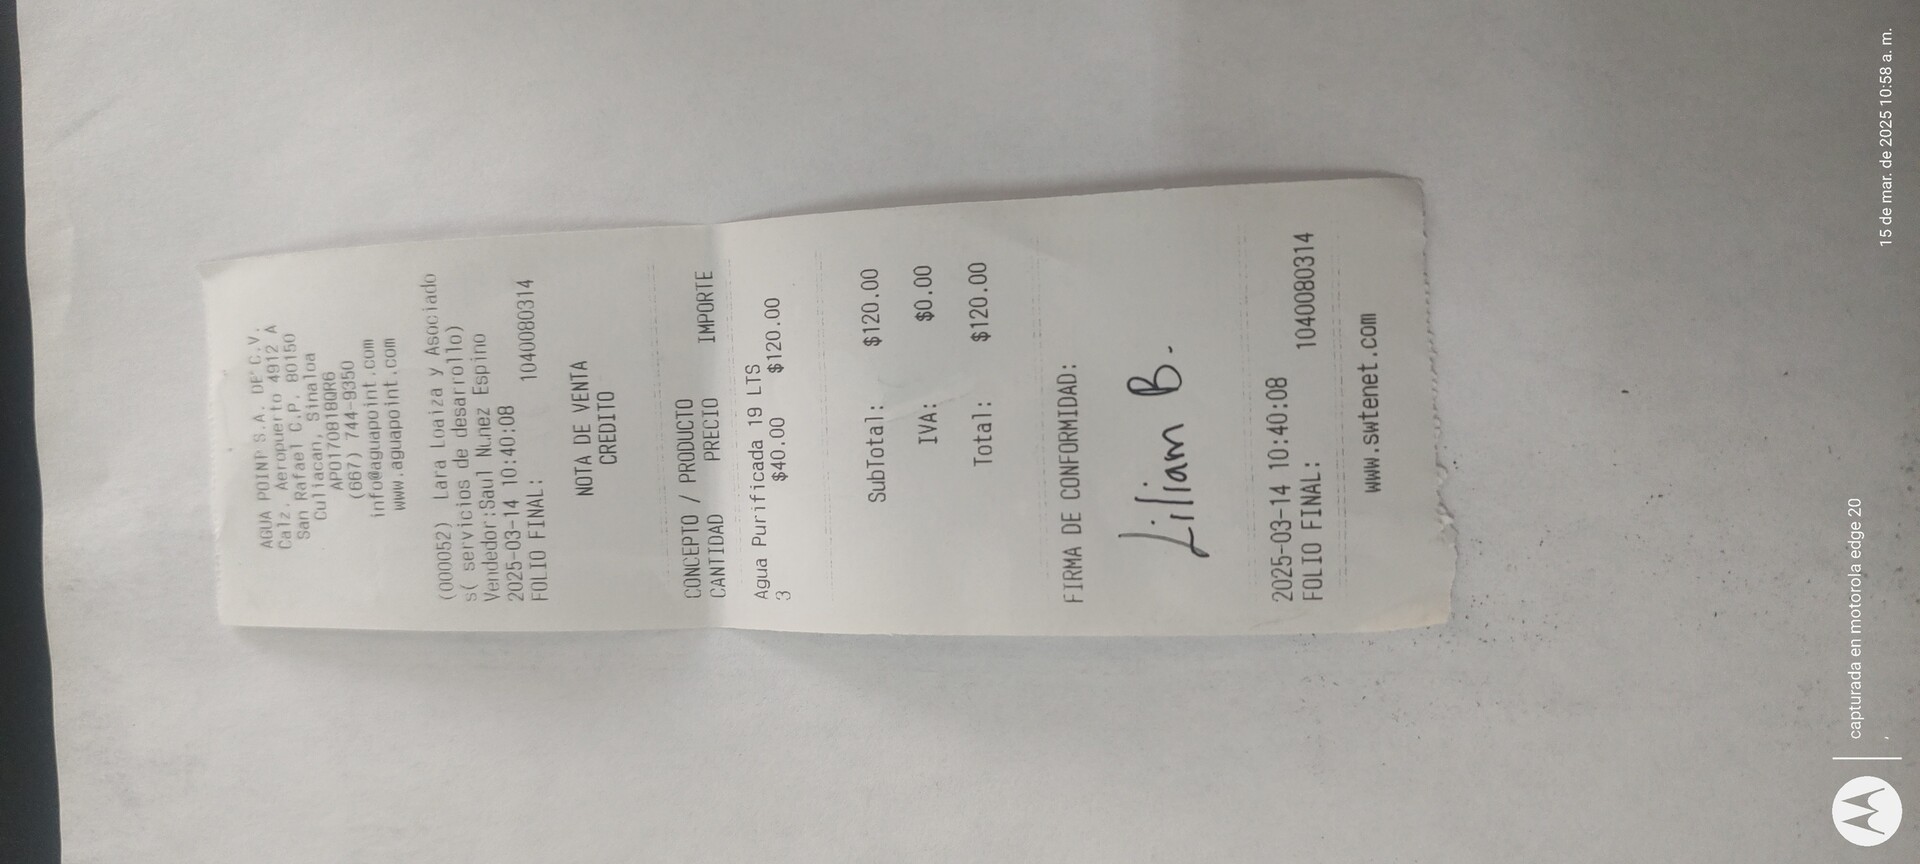 AGUA POINT S.A. DE C.V.
Calz. Aeropuerto 4912 A
San Rafael C.P. 80150
Culiacan, Sinaloa
APO170818QR6
(667) 744-9350
info@aguapoint.com
www.aguapoint.com
(000052) Lara Loaiza y Asociado
s( servicios de desarrollo)
Vendedor:Saul Nunez Espino
2025-03-14 10:40:08
FOLIO FINAL: 1040080314
NOTA DE VENTA
CREDITO
CONCEPTO / PRODUCTO
CANTIDAD PRECIO IMPORTE
Agua Purificada 19 LTS
3 $40.00 $120.00
SubTotal: $120.00
IVA: $0.00
Total: $120.00
FIRMA DE CONFORMIDAD:
Lilian B.
2025-03-14 10:40:08
FOLIO FINAL: 1040080314
www.swtenet.com
capturada en motorola edge 20
15 de mar. de 2025 10:58 a. m.